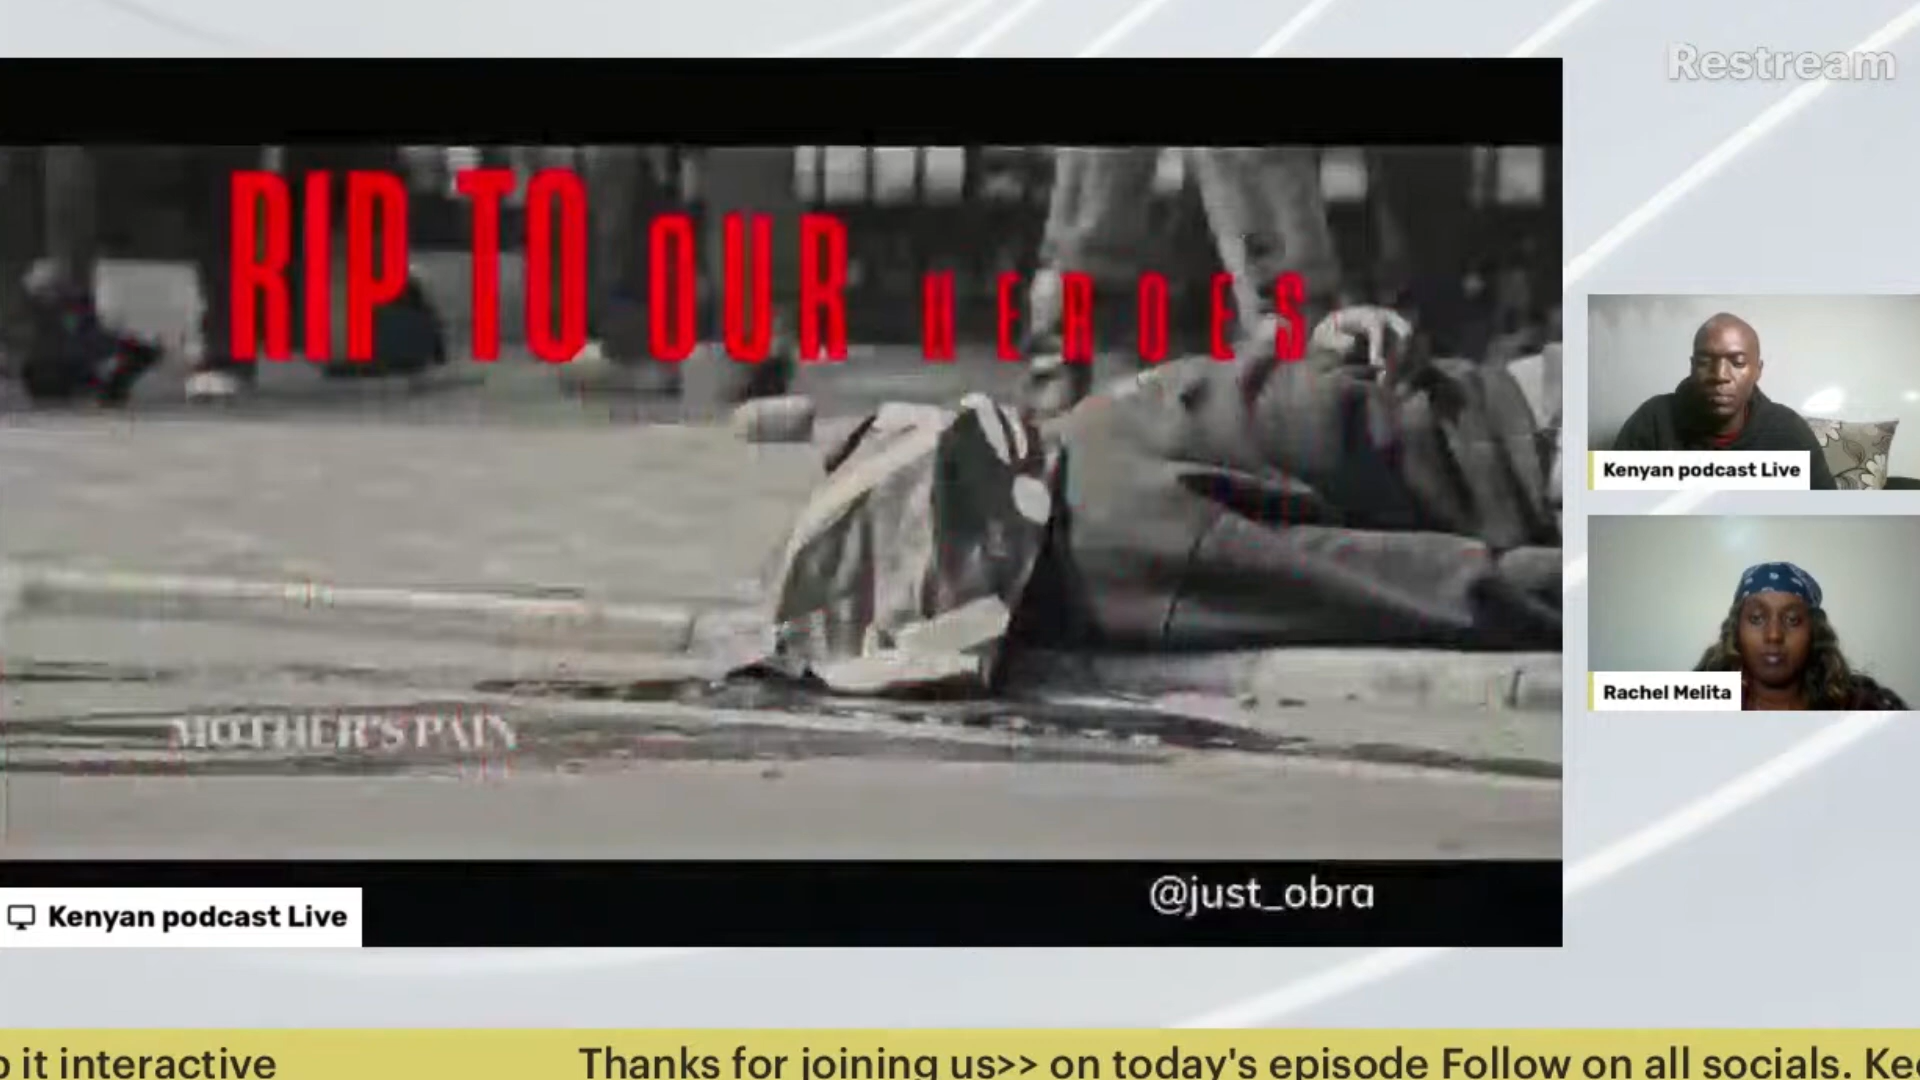 Restream
RIP TO OUR HEROES
Kenyan podcast Live
Rachel Melita
MOTHER'S PAIN
@just_obra
Kenyan podcast Live
it interactive
Thanks for joining us>> on today's episode Follow on all socials.